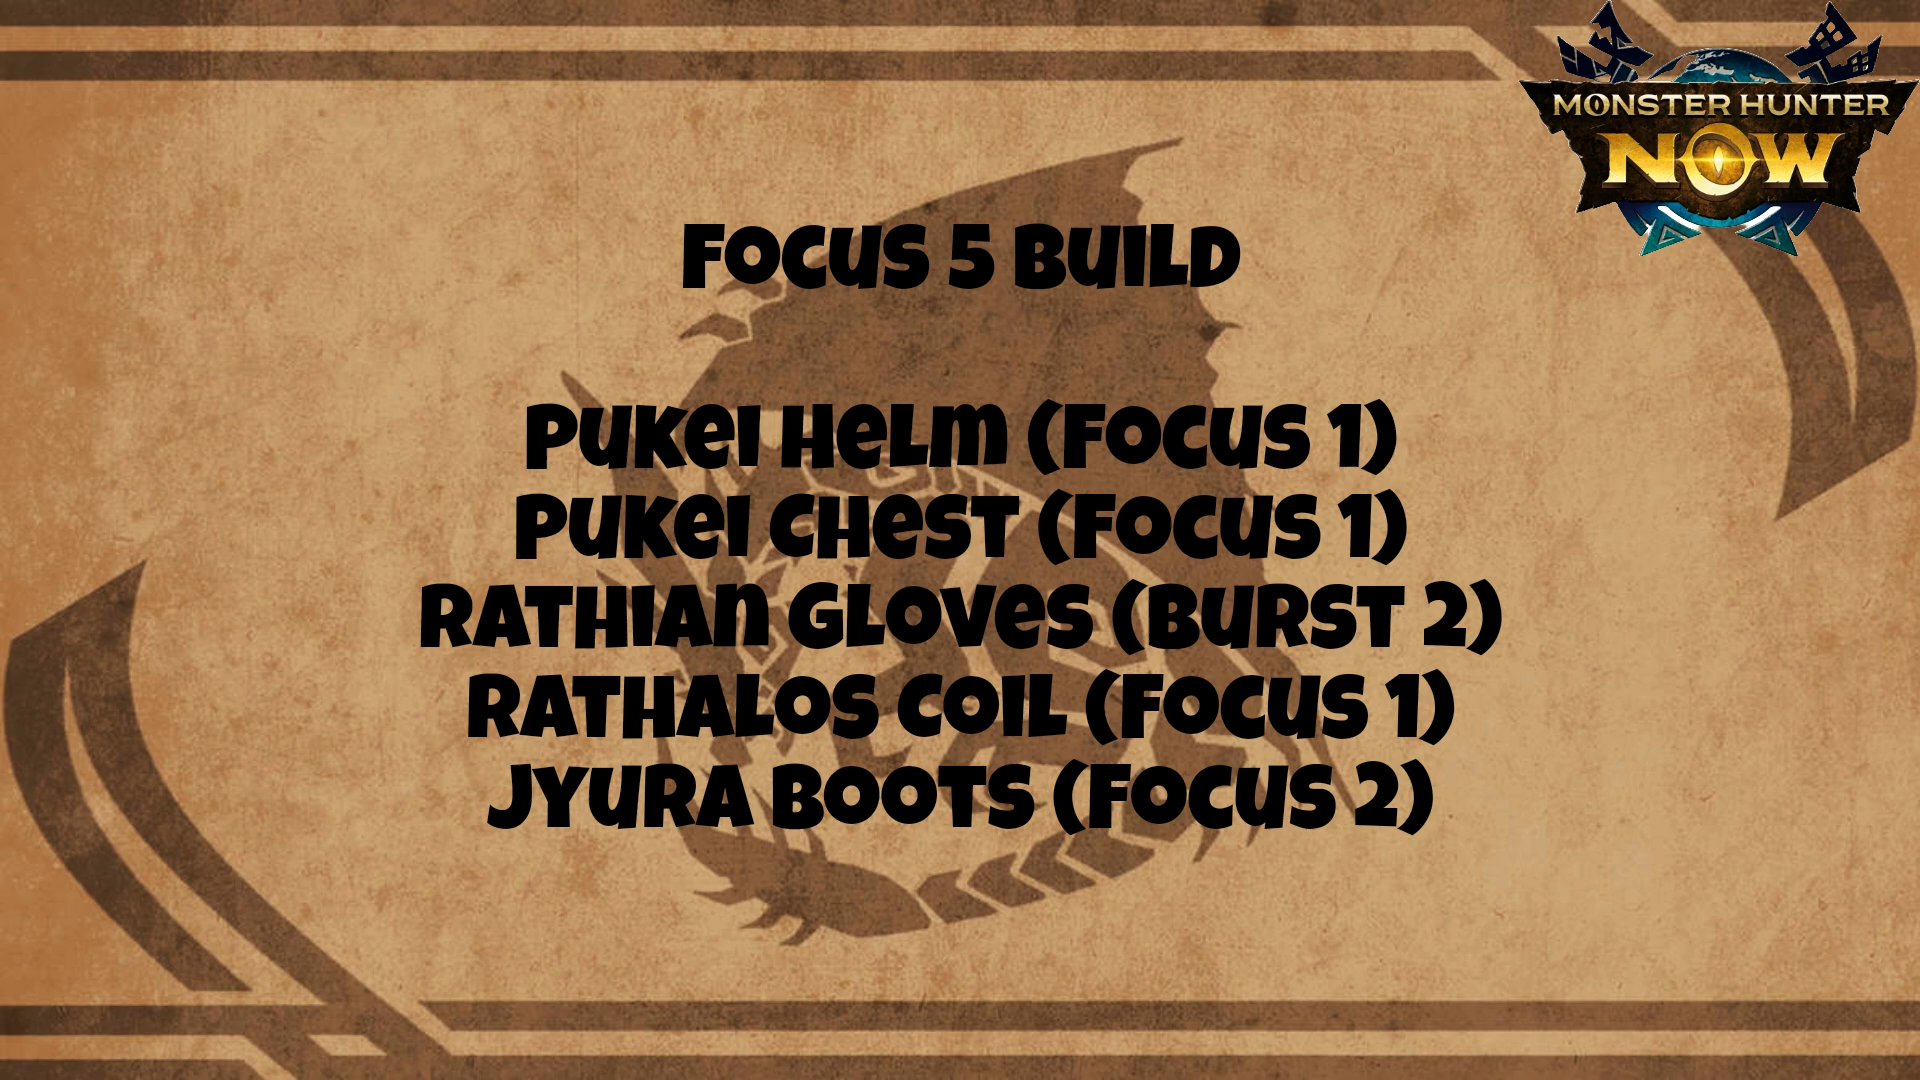 MONSTER HUNTER
NOW
Focus 5 Build
Pukei Helm (Focus 1)
Pukei Chest (Focus 1)
Rathian Gloves (Burst 2)
Rathalos Coil (Focus 1)
Jyura Boots (Focus 2)